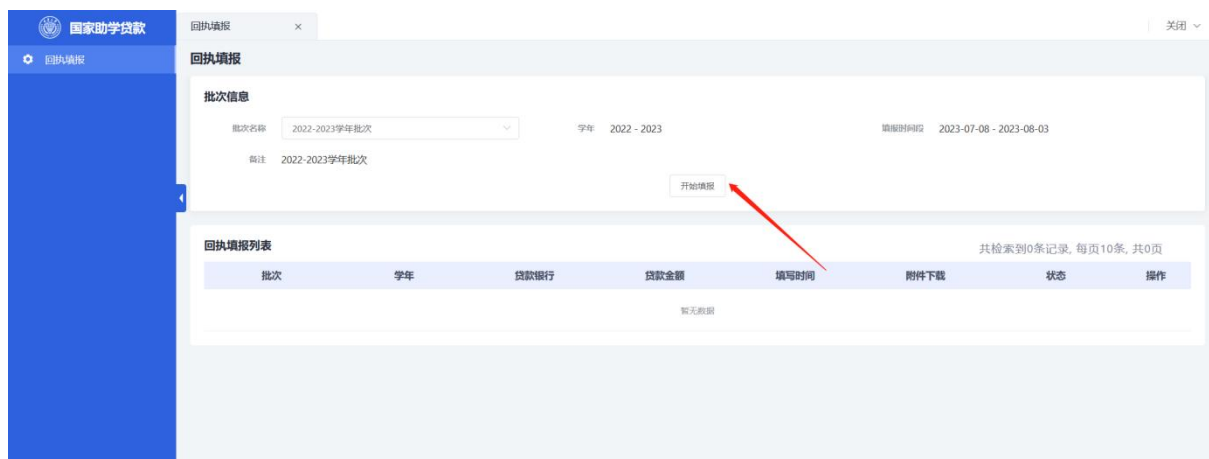 国家助学贷款
回执填报 ×
关闭
回执填报
回执填报
批次信息
批次名称 2022-2023学年批次 学年 2022 - 2023 填报时间段 2023-07-08 - 2023-08-03
备注 2022-2023学年批次
开始填报
回执填报列表 共检索到0条记录, 每页10条, 共0页
批次 学年 贷款银行 贷款金额 填写时间 附件下载 状态 操作
暂无数据